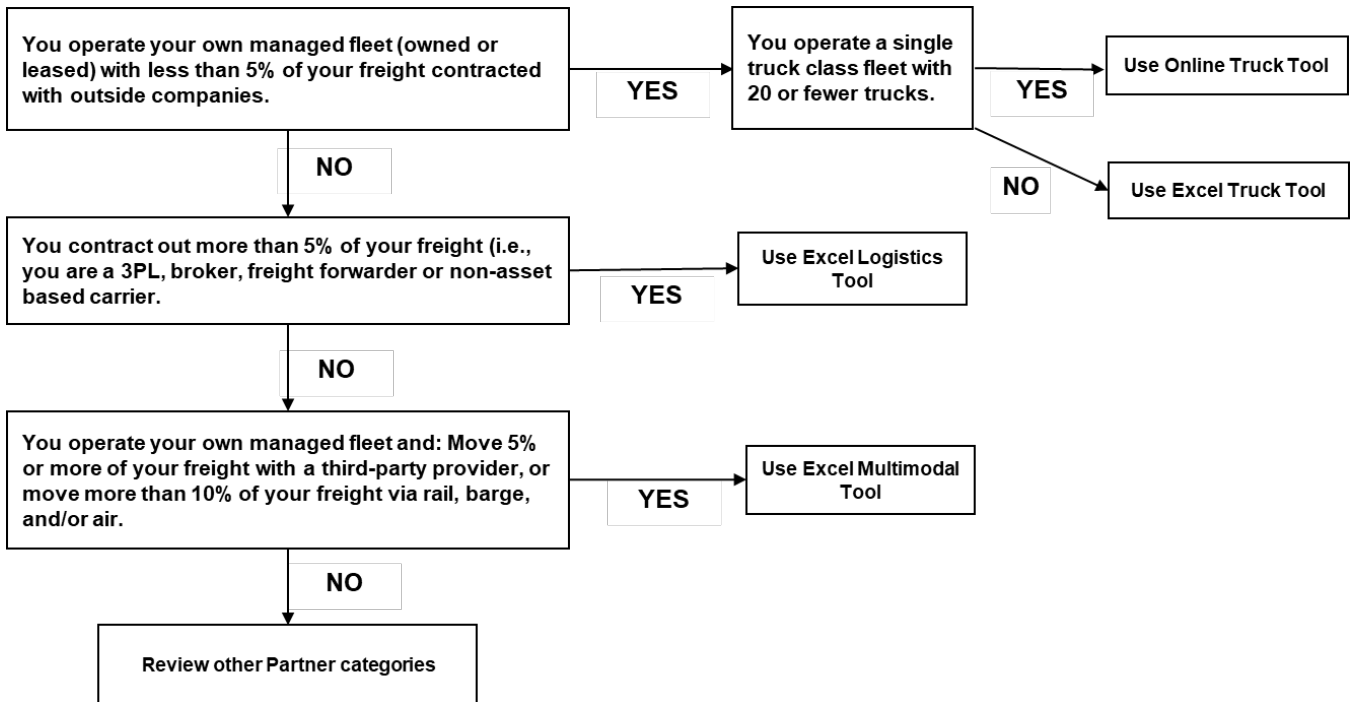 You operate your own managed fleet (owned or
leased) with less than 5% of your freight contracted
with outside companies.
YES
You operate a single
truck class fleet with
20 or fewer trucks.
YES
Use Online Truck Tool
NO
Use Excel Truck Tool
NO
You contract out more than 5% of your freight (i.e.,
you are a 3PL, broker, freight forwarder or non-asset
based carrier.
YES
Use Excel Logistics
Tool
NO
You operate your own managed fleet and: Move 5%
or more of your freight with a third-party provider, or
move more than 10% of your freight via rail, barge,
and/or air.
YES
Use Excel Multimodal
Tool
NO
Review other Partner categories